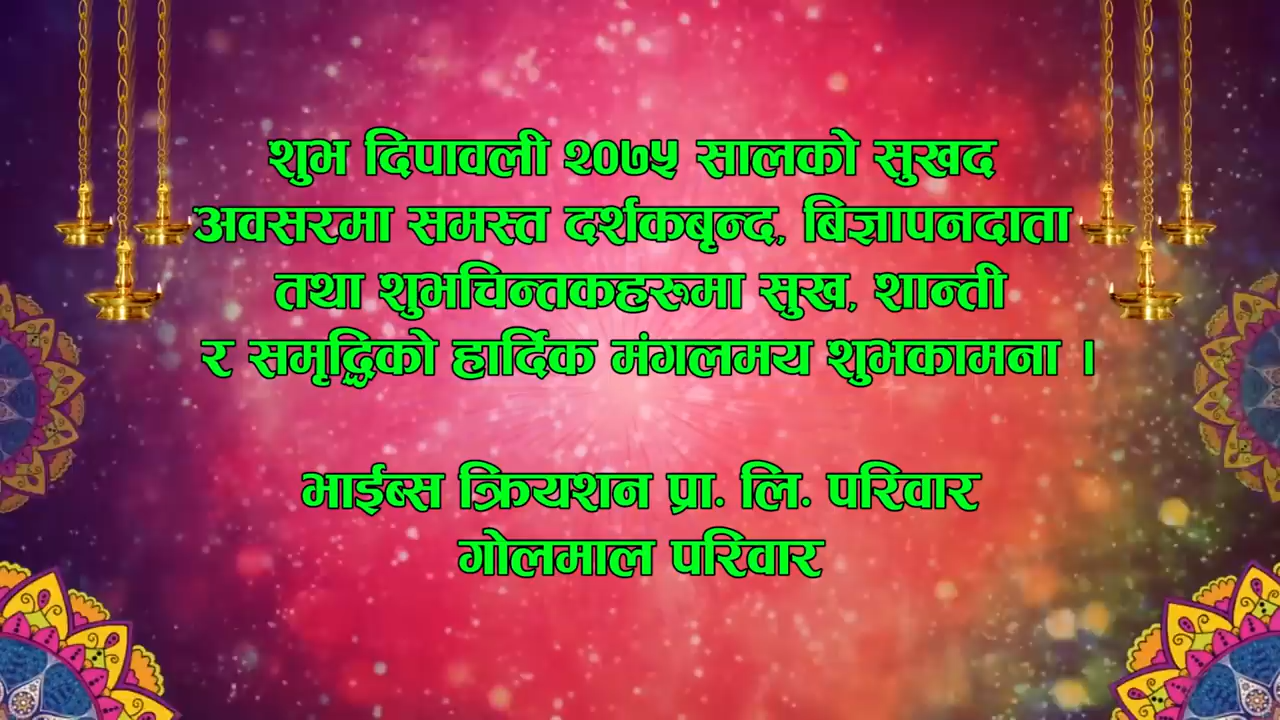 शुभ दिपावली २०७५ सालको सुखद
अवसरमा समस्त दर्शकबृन्द, बिज्ञापनदाता
तथा शुभचिन्तकहरुमा सुख, शान्ती
र समृद्धिको हार्दिक मंगलमय शुभकामना ।
भाईब्स क्रियशन प्रा. लि. परिवार
गोलमाल परिवार